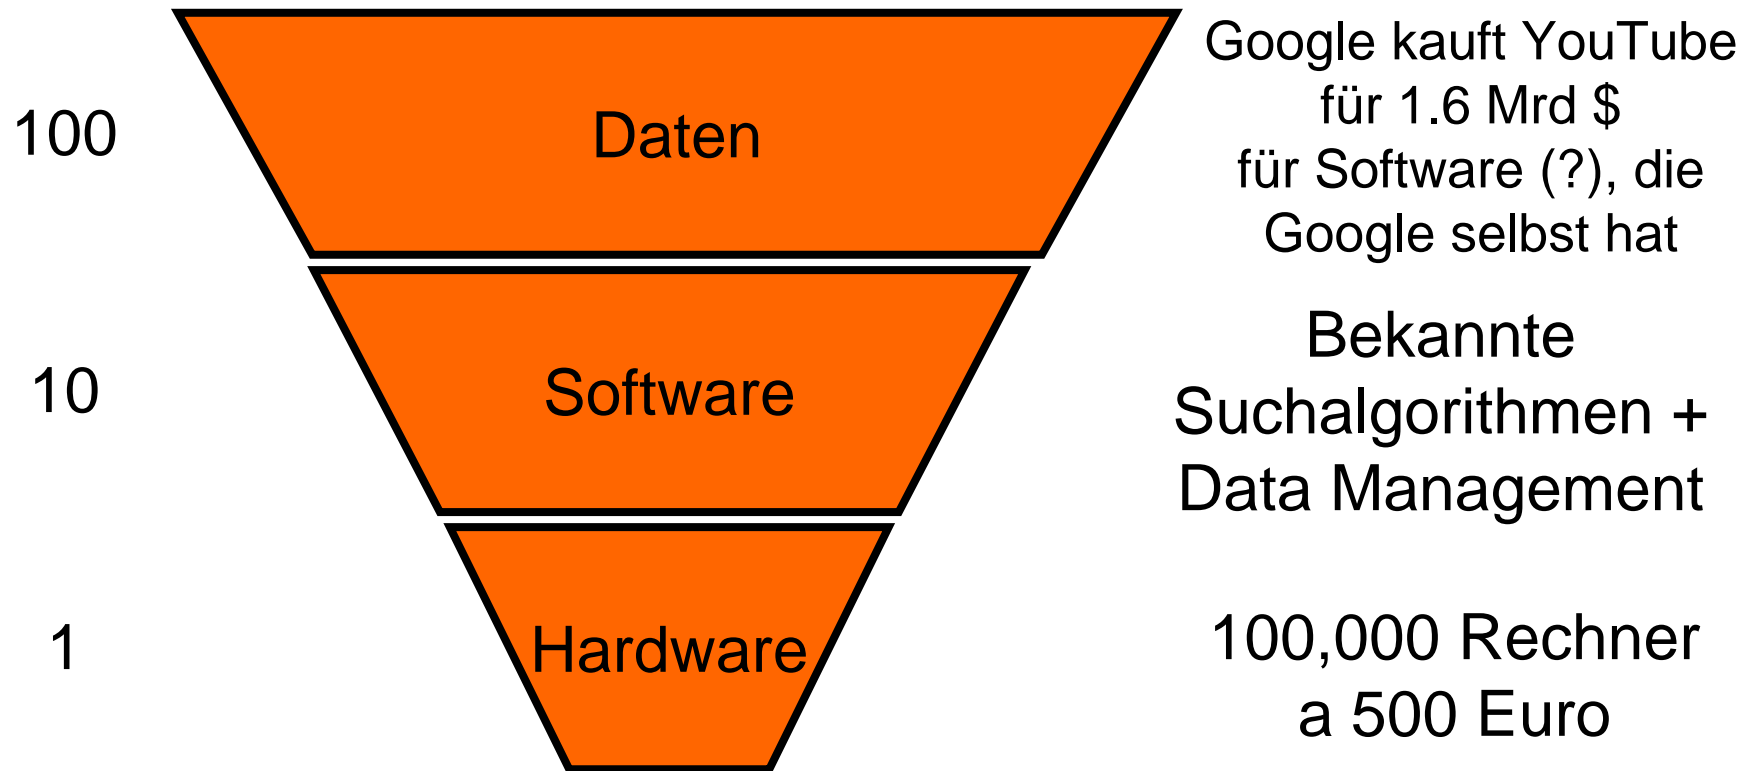 100
Daten
Google kauft YouTube
für 1.6 Mrd $
für Software (?), die
Google selbst hat
10
Software
Bekannte
Suchalgorithmen +
Data Management
1
Hardware
100,000 Rechner
a 500 Euro